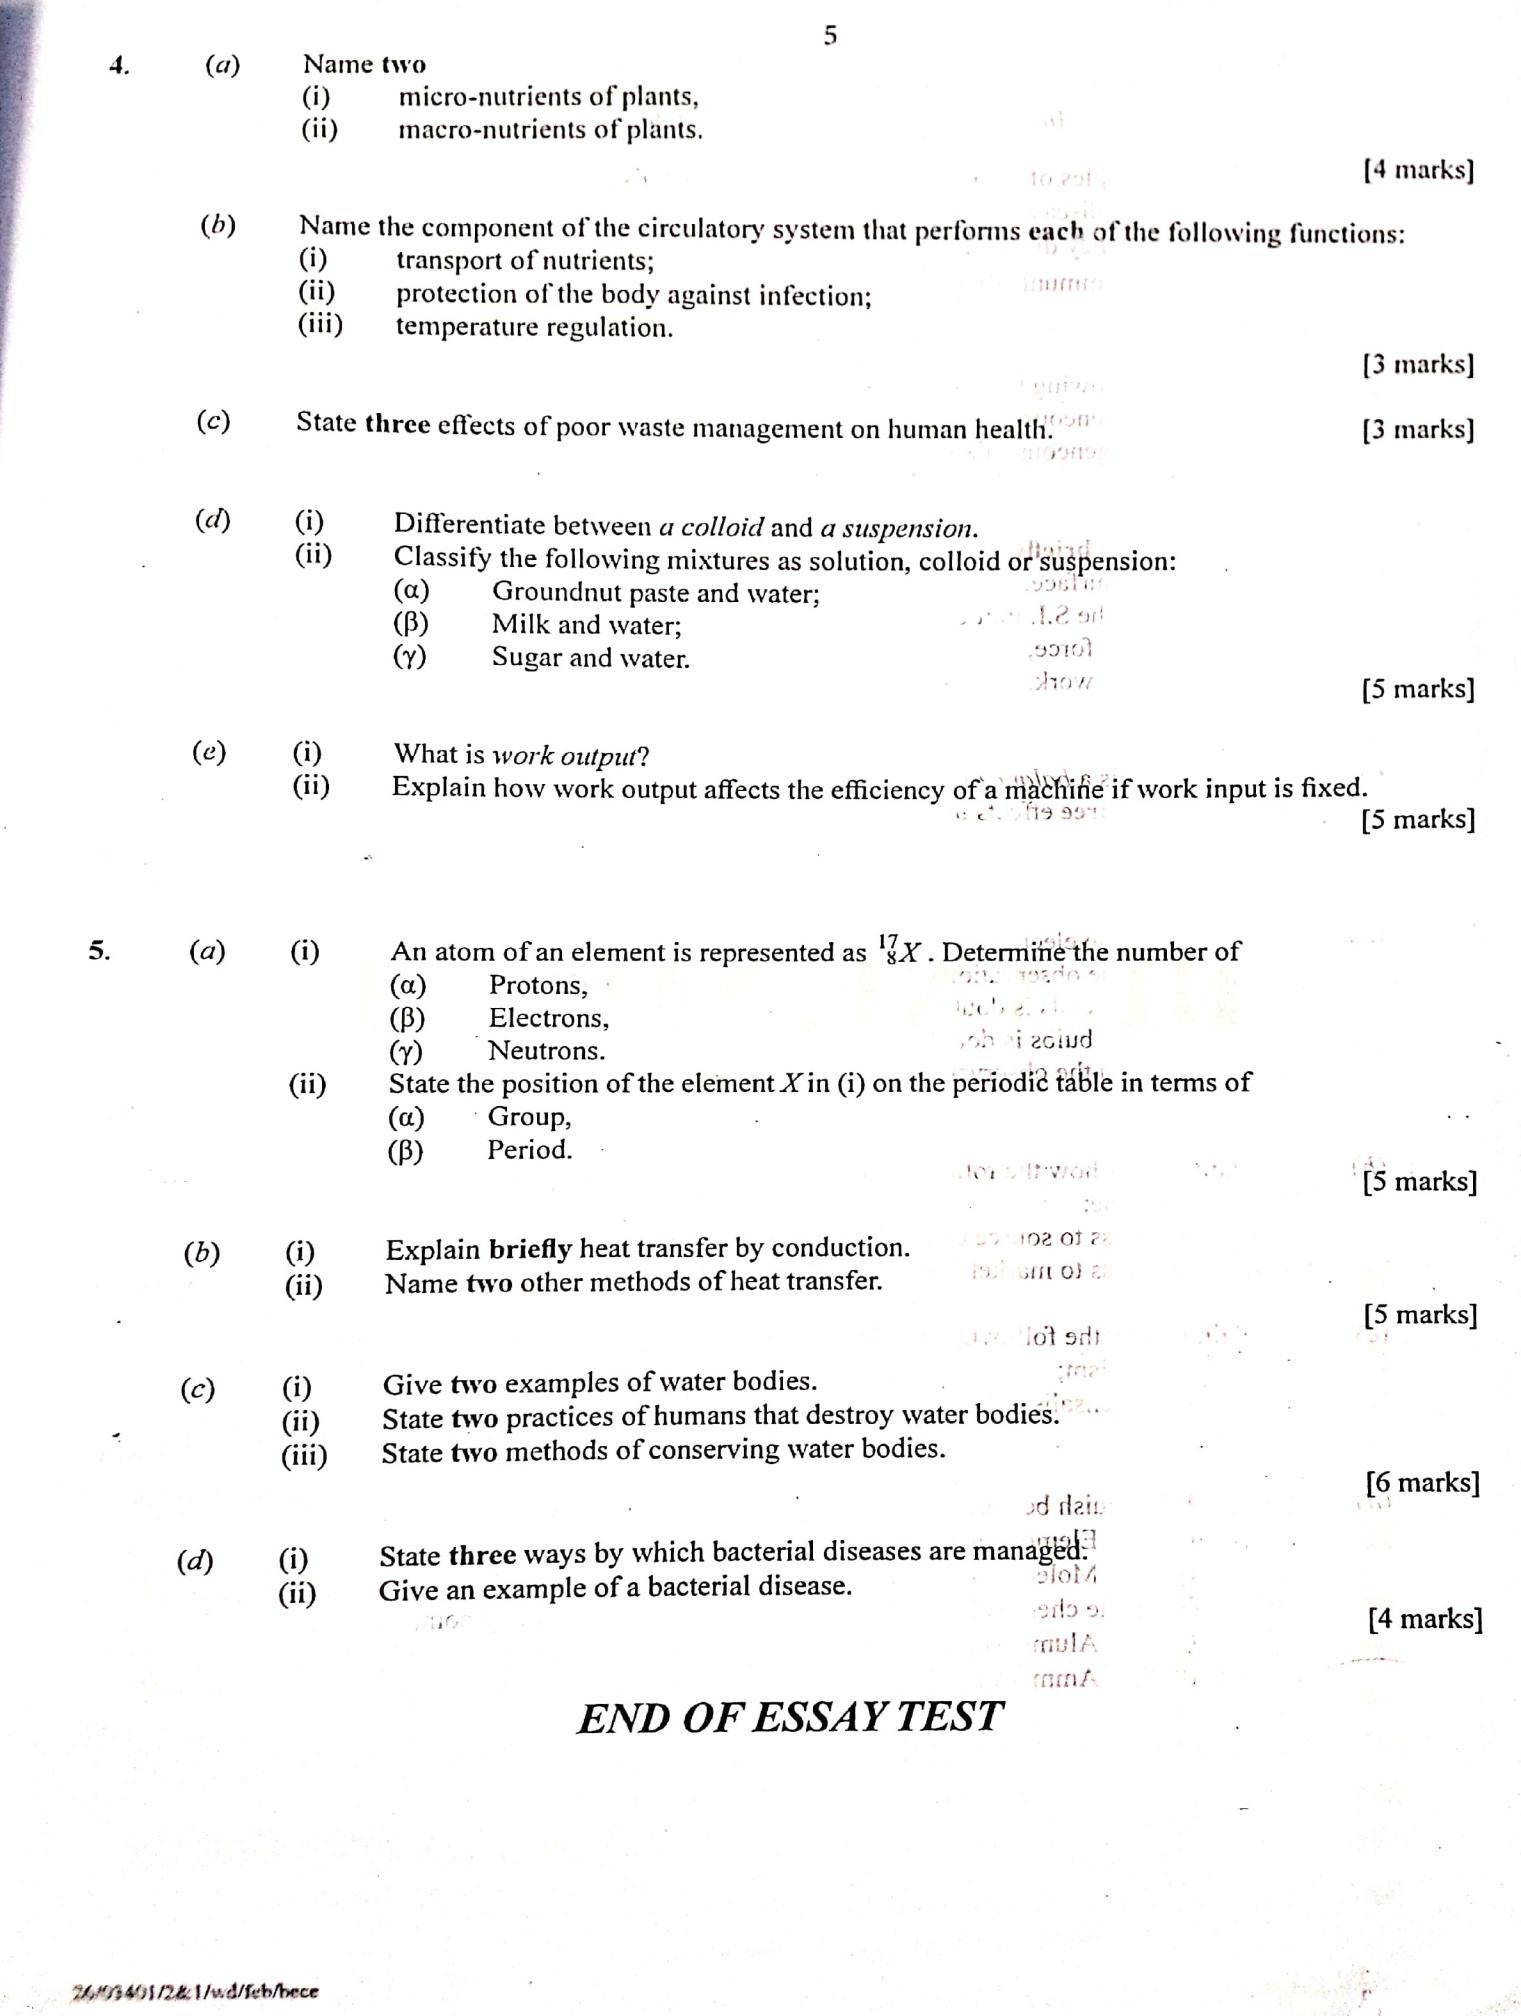 5
4. (a) Name two
(i) micro-nutrients of plants,
(ii) macro-nutrients of plants.
[4 marks]
(b) Name the component of the circulatory system that performs each of the following functions:
(i) transport of nutrients;
(ii) protection of the body against infection;
(iii) temperature regulation.
[3 marks]
(c) State three effects of poor waste management on human health. [3 marks]
(d) (i) Differentiate between a colloid and a suspension.
(ii) Classify the following mixtures as solution, colloid or suspension:
(α) Groundnut paste and water;
(β) Milk and water;
(γ) Sugar and water.
[5 marks]
(e) (i) What is work output?
(ii) Explain how work output affects the efficiency of a machine if work input is fixed.
[5 marks]
5. (a) (i) An atom of an element is represented as ¹⁷₈X. Determine the number of
(α) Protons,
(β) Electrons,
(γ) Neutrons.
(ii) State the position of the element X in (i) on the periodic table in terms of
(α) Group,
(β) Period.
[5 marks]
(b) (i) Explain briefly heat transfer by conduction.
(ii) Name two other methods of heat transfer.
[5 marks]
(c) (i) Give two examples of water bodies.
(ii) State two practices of humans that destroy water bodies.
(iii) State two methods of conserving water bodies.
[6 marks]
(d) (i) State three ways by which bacterial diseases are managed.
(ii) Give an example of a bacterial disease.
[4 marks]
END OF ESSAY TEST
26/03401/2&1/wd/feb/bece